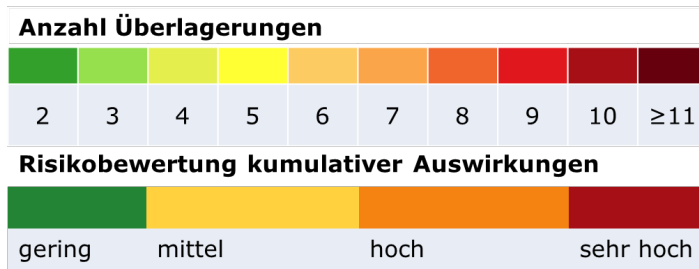 Anzahl Überlagerungen
2 3 4 5 6 7 8 9 10 ≥11
Risikobewertung kumulativer Auswirkungen
gering mittel hoch sehr hoch